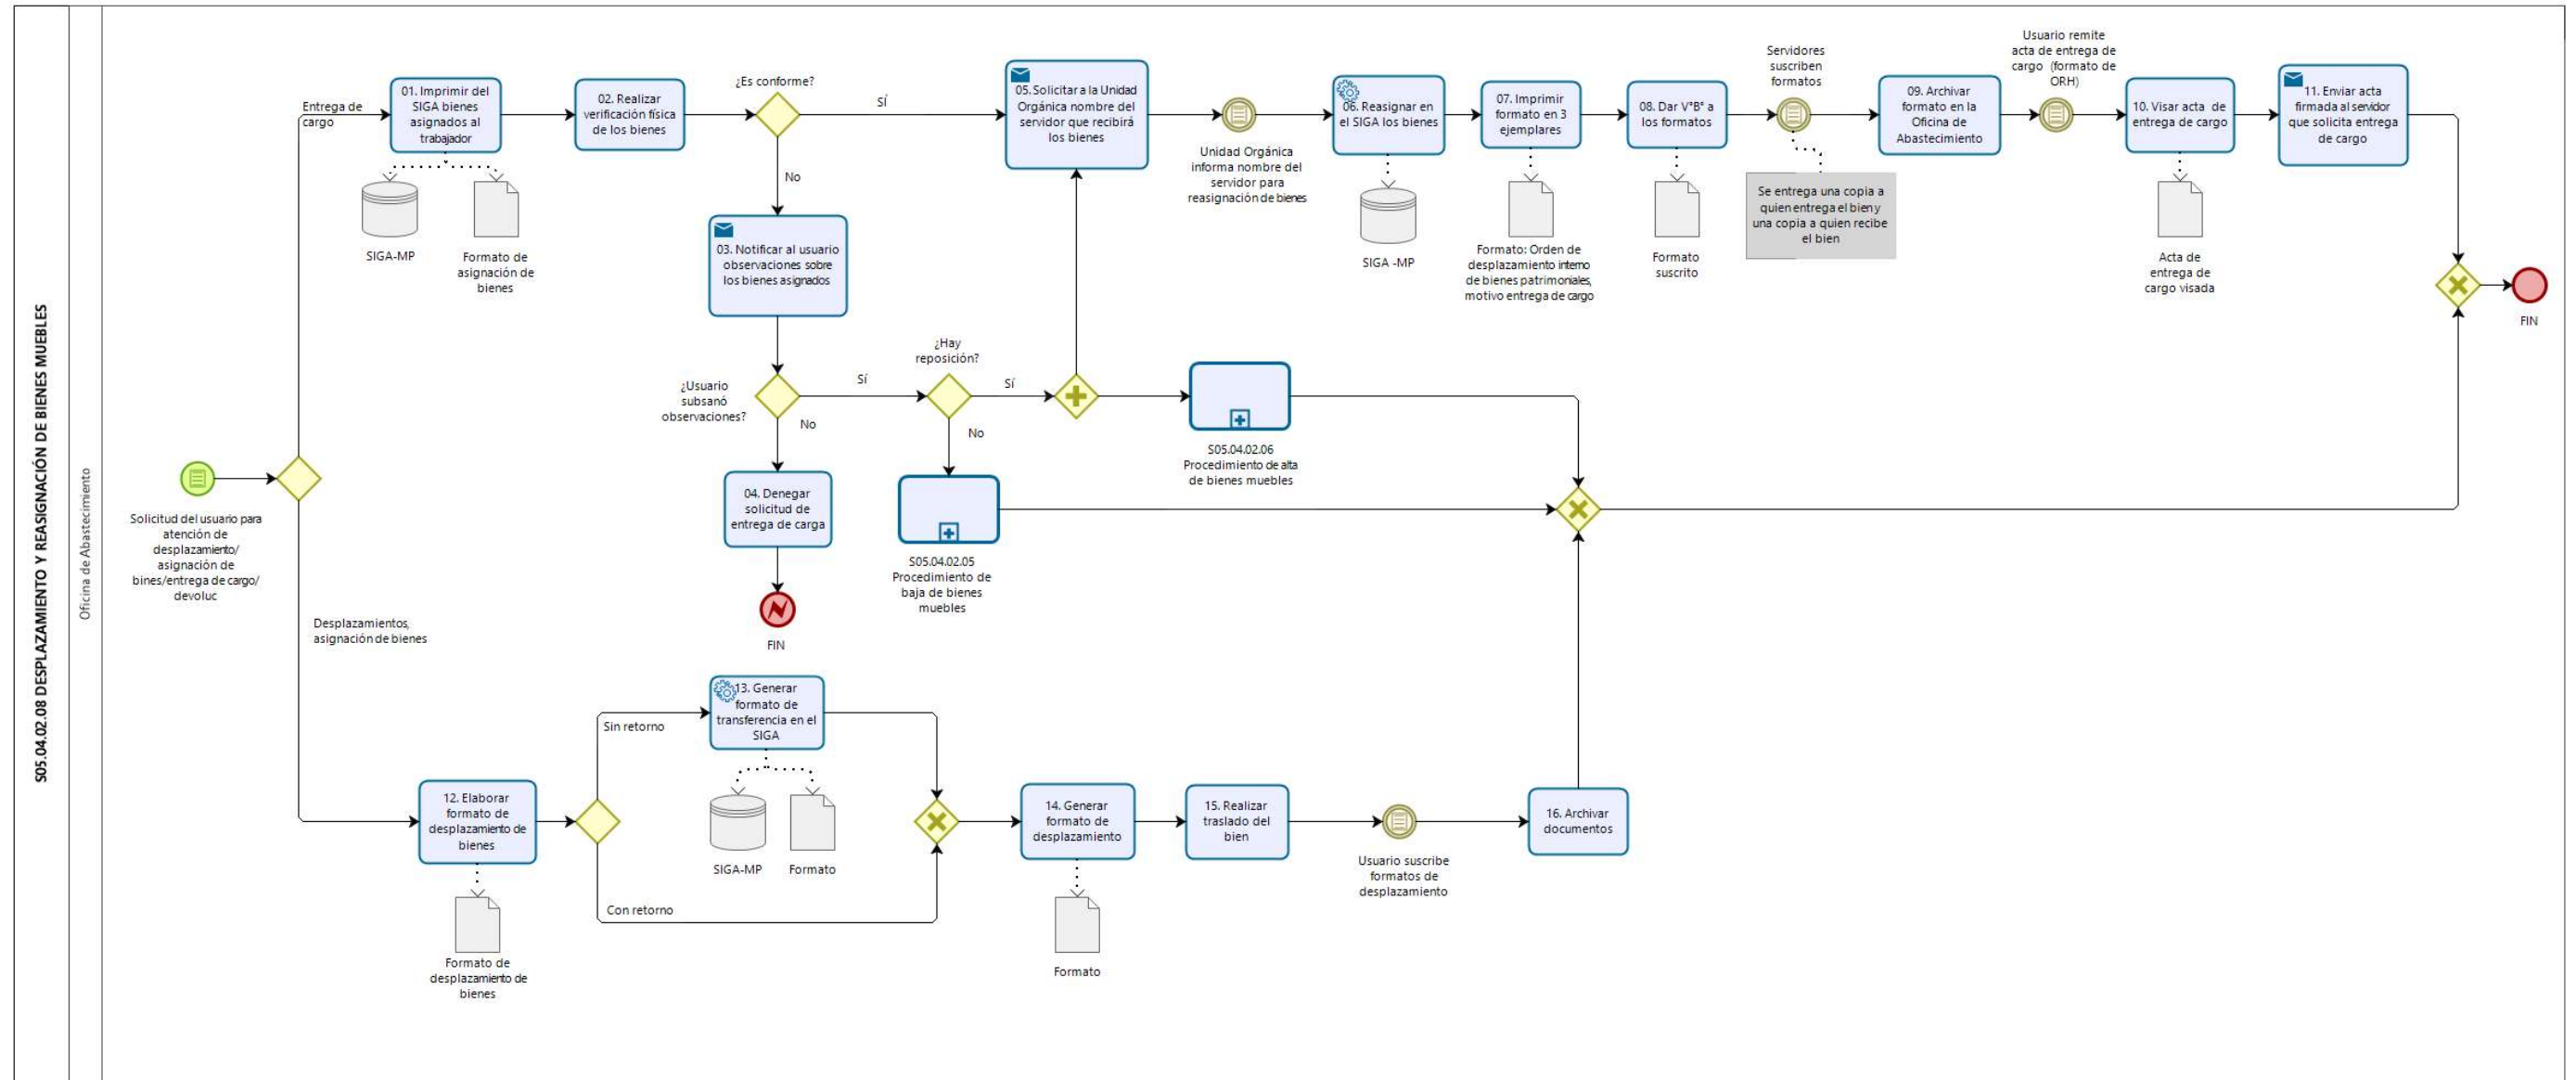 S05.04.02.08 DESPLAZAMIENTO Y REASIGNACIÓN DE BIENES MUEBLES
Oficina de Abastecimiento
Solicitud del usuario para
atención de
desplazamiento/
asignación de
bines/entrega de cargo/
devoluc
Entrega de
cargo
01. Imprimir del
SIGA bienes
asignados al
trabajador
SIGA-MP
Formato de
asignación de
bienes
02. Realizar
verificación física
de los bienes
¿Es conforme?
SÍ
No
03. Notificar al usuario
observaciones sobre
los bienes asignados
¿Usuario
subsanó
observaciones?
Sí
No
04. Denegar
solicitud de
entrega de carga
FIN
¿Hay
reposición?
Sí
No
S05.04.02.05
Procedimiento de
baja de bienes
muebles
S05.04.02.06
Procedimiento de alta
de bienes muebles
05. Solicitar a la Unidad
Orgánica nombre del
servidor que recibirá
los bienes
Unidad Orgánica
informa nombre del
servidor para
reasignación de bienes
06. Reasignar en
el SIGA los bienes
SIGA -MP
07. Imprimir
formato en 3
ejemplares
Formato: Orden de
desplazamiento interno
de bienes patrimoniales,
motivo entrega de cargo
08. Dar V°B° a
los formatos
Formato
suscrito
Servidores
suscriben
formatos
Se entrega una copia a
quien entrega el bien y
una copia a quien recibe
el bien
09. Archivar
formato en la
Oficina de
Abastecimiento
Usuario remite
acta de entrega de
cargo (formato de
ORH)
10. Visar acta de
entrega de cargo
Acta de
entrega de
cargo visada
11. Enviar acta
firmada al servidor
que solicita entrega
de cargo
FIN
Desplazamientos,
asignación de bienes
12. Elaborar
formato de
desplazamiento de
bienes
Formato de
desplazamiento de
bienes
Sin retorno
Con retorno
13. Generar
formato de
transferencia en el
SIGA
SIGA-MP
Formato
14. Generar
formato de
desplazamiento
Formato
15. Realizar
traslado del
bien
Usuario suscribe
formatos de
desplazamiento
16. Archivar
documentos